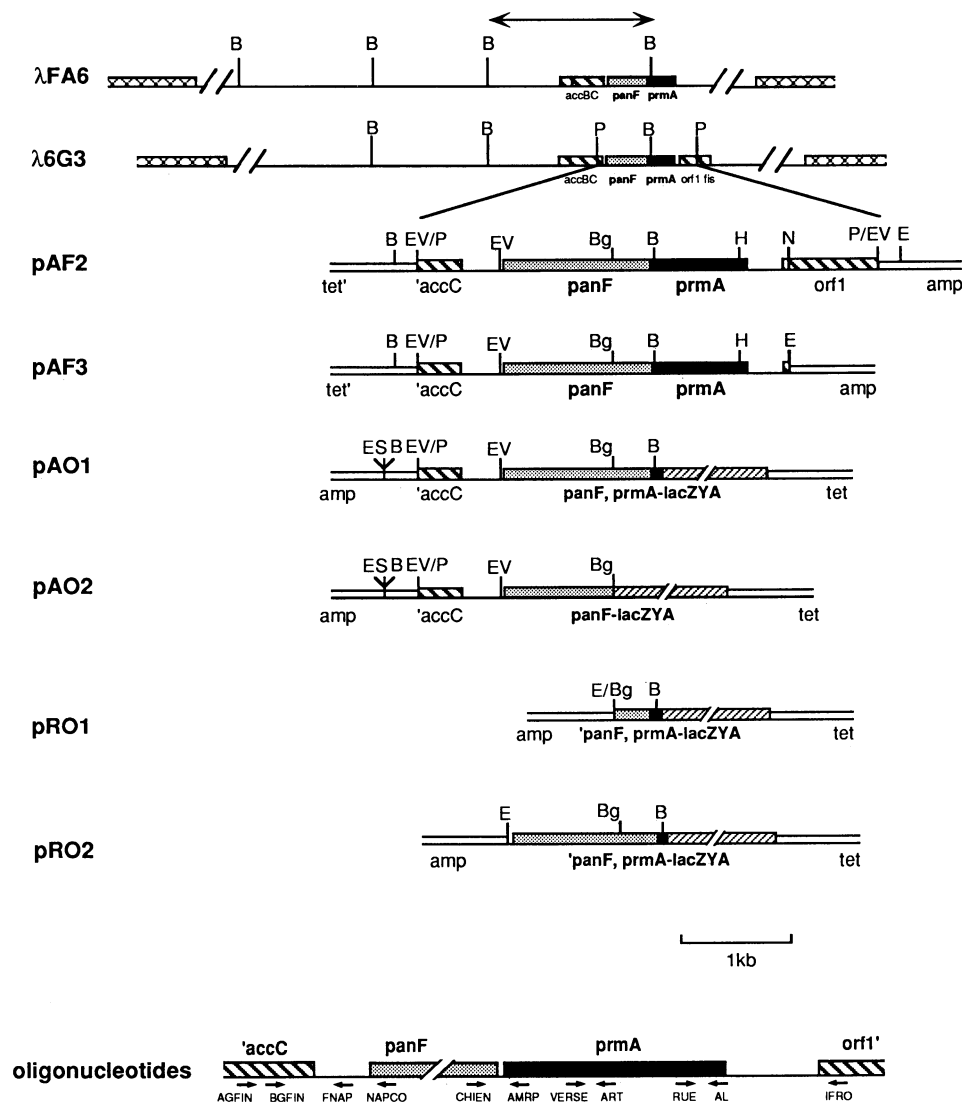 B B B B
λFA6
accBC panF prmA
B B P B P
λ6G3
accBC panF prmA orf1 fis
B EV/P EV Bg B H N P/EV E
pAF2
tet' 'accC panF prmA orf1 amp
B EV/P EV Bg B H E
pAF3
tet' 'accC panF prmA amp
ES B EV/P EV Bg B
pAO1
amp 'accC panF, prmA-lacZYA tet
ES B EV/P EV Bg
pAO2
amp 'accC panF-lacZYA tet
E/Bg B
pRO1
amp 'panF, prmA-lacZYA tet
E Bg B
pRO2
amp 'panF, prmA-lacZYA tet
1kb
'accC panF prmA orf1'
oligonucleotides
AGFIN BGFIN FNAP NAPCO CHIEN AMRP VERSE ART RUE AL IFRO